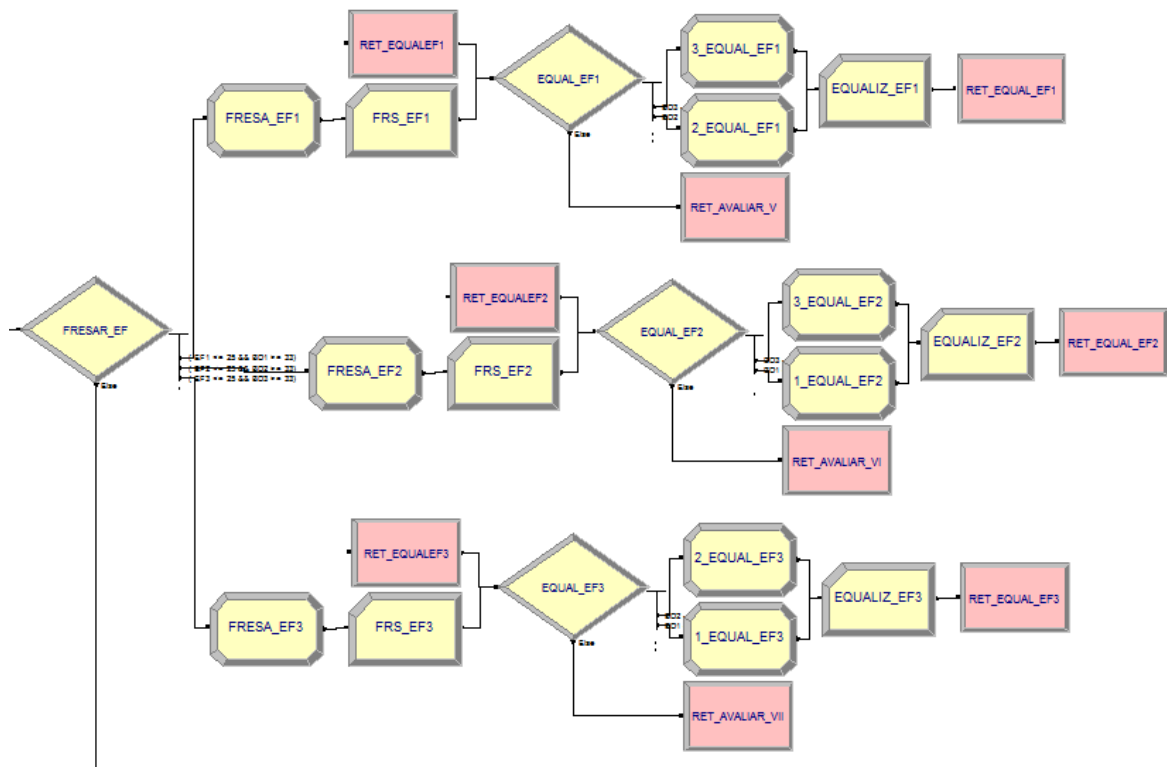 RET_EQUALEF1
EQUAL_EF1
3_EQUAL_EF1
EQUALIZ_EF1
RET_EQUAL_EF1
FRESA_EF1
FRS_EF1
2_EQUAL_EF1
Else
RET_AVALIAR_V
RET_EQUALEF2
EQUAL_EF2
3_EQUAL_EF2
EQUALIZ_EF2
RET_EQUAL_EF2
FRESAR_EF
Else
FRESA_EF2
FRS_EF2
1_EQUAL_EF2
Else
RET_AVALIAR_VI
RET_EQUALEF3
EQUAL_EF3
2_EQUAL_EF3
EQUALIZ_EF3
RET_EQUAL_EF3
FRESA_EF3
FRS_EF3
1_EQUAL_EF3
Else
RET_AVALIAR_VII